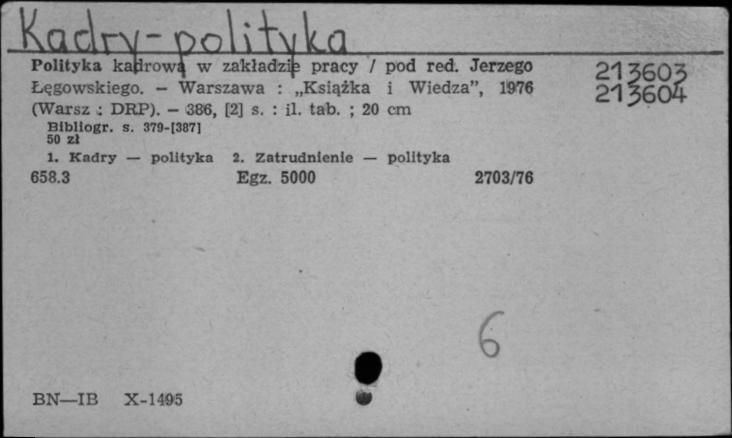 Kadry-polityka
Polityka kadrowa w zakładzie pracy / pod red. Jerzego
Łęgowskiego. — Warszawa : „Książka i Wiedza”, 1976
(Warsz. : DRP). — 386, [2] s. : il. tab. ; 20 cm
Bibliogr. s. 379-[387]
50 zł
1. Kadry — polityka 2. Zatrudnienie — polityka
658.3 Egz. 5000 2703/76
213603
213604
6
BN—IB X-1495